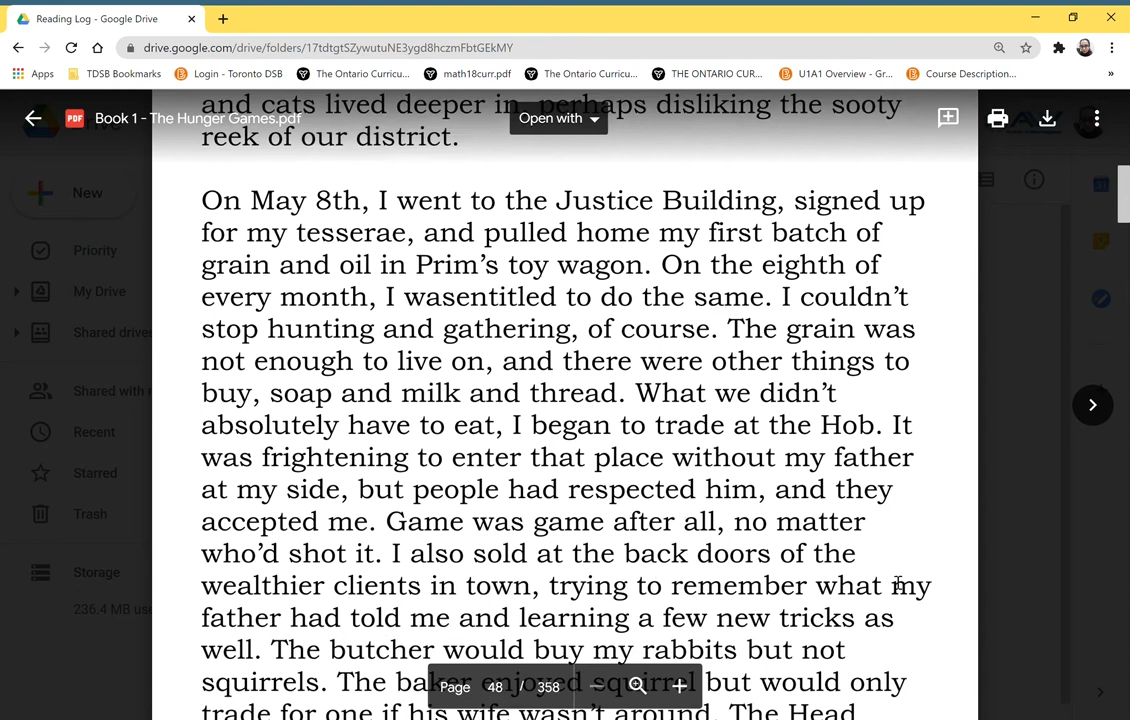 Reading Log - Google Drive
drive.google.com/drive/folders/17tdtgtSZywutuNE3ygd8hczmFbtGEkMY
Apps TDSB Bookmarks Login - Toronto DSB The Ontario Curricu... math18curr.pdf The Ontario Curricu... THE ONTARIO CUR... U1A1 Overview - Gr... Course Description... »
and cats lived deeper in, perhaps disliking the sooty
PDF Book 1 - The Hunger Games.pdf Open with
reek of our district.
New
Priority
My Drive
Shared drives
Shared with
Recent
Starred
Trash
Storage
236.4 MB
On May 8th, I went to the Justice Building, signed up
for my tesserae, and pulled home my first batch of
grain and oil in Prim's toy wagon. On the eighth of
every month, I wasentitled to do the same. I couldn't
stop hunting and gathering, of course. The grain was
not enough to live on, and there were other things to
buy, soap and milk and thread. What we didn't
absolutely have to eat, I began to trade at the Hob. It
was frightening to enter that place without my father
at my side, but people had respected him, and they
accepted me. Game was game after all, no matter
who'd shot it. I also sold at the back doors of the
wealthier clients in town, trying to remember what my
father had told me and learning a few new tricks as
well. The butcher would buy my rabbits but not
squirrels. The baker enjoyed squirrel but would only
trade for one if his wife wasn't around. The Head
Page 48 / 358